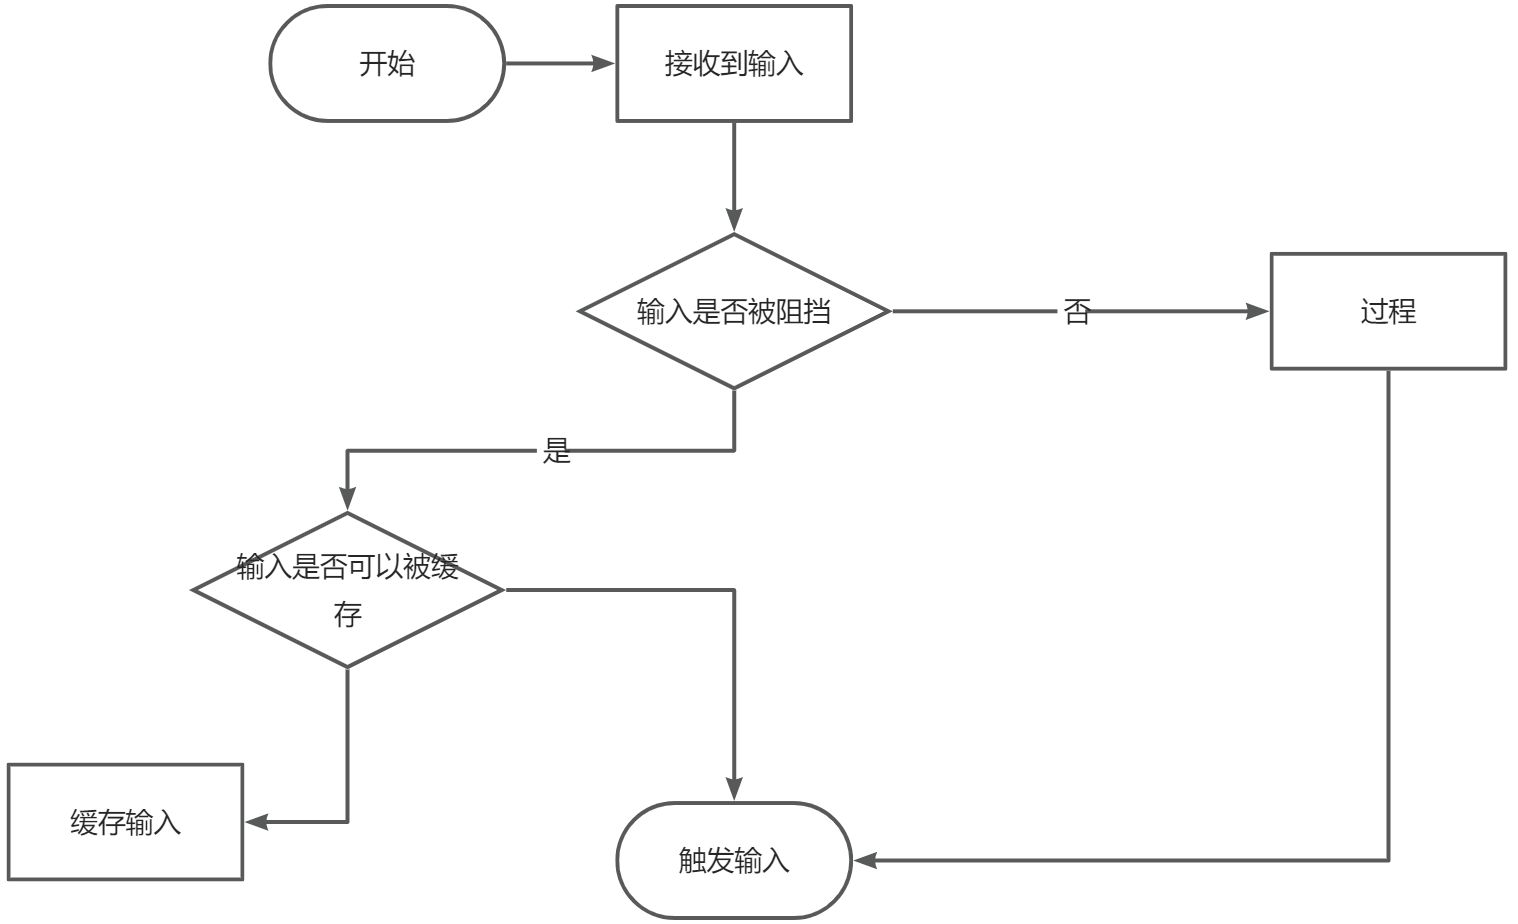 开始
接收到输入
输入是否被阻挡
否
过程
是
输入是否可以被缓
存
缓存输入
触发输入